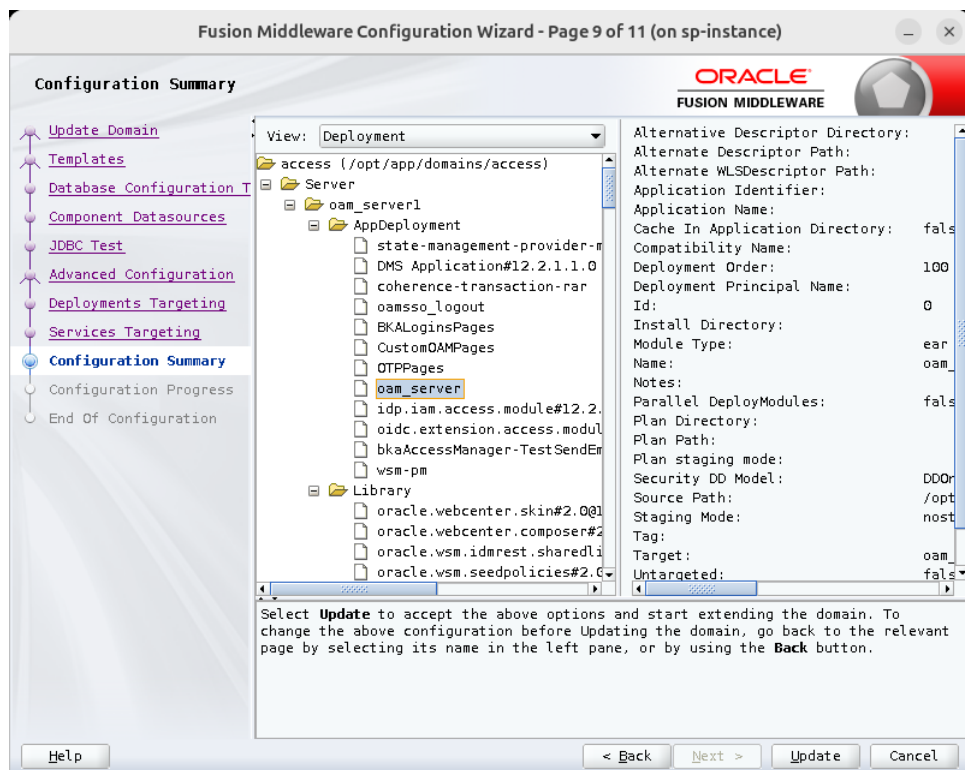 Fusion Middleware Configuration Wizard - Page 9 of 11 (on sp-instance)
Configuration Summary
ORACLE
FUSION MIDDLEWARE
Update Domain
Templates
Database Configuration T
Component Datasources
JDBC Test
Advanced Configuration
Deployments Targeting
Services Targeting
Configuration Summary
Configuration Progress
End Of Configuration
View: Deployment
access (/opt/app/domains/access)
Server
oam_server1
AppDeployment
state-management-provider-m
DMS Application#12.2.1.1.0
coherence-transaction-rar
oamsso_logout
BKALoginsPages
CustomOAMPages
OTPPages
oam_server
idp.iam.access.module#12.2.
oidc.extension.access.modul
bkaAccessManager-TestSendEm
wsm-pm
Library
oracle.webcenter.skin#2.0@1
oracle.webcenter.composer#2
oracle.wsm.idmrest.sharedli
oracle.wsm.seedpolicies#2.0
Alternative Descriptor Directory:
Alternate Descriptor Path:
Alternate WLSDescriptor Path:
Application Identifier:
Application Name:
Cache In Application Directory: fals
Compatibility Name:
Deployment Order: 100
Deployment Principal Name:
Id: 0
Install Directory:
Module Type: ear
Name: oam_
Notes:
Parallel DeployModules: fals
Plan Directory:
Plan Path:
Plan staging mode:
Security DD Model: DDOn
Source Path: /opt
Staging Mode: nost
Tag:
Target: oam_
Untargeted: fals
Select Update to accept the above options and start extending the domain. To
change the above configuration before Updating the domain, go back to the relevant
page by selecting its name in the left pane, or by using the Back button.
Help
< Back
Next >
Update
Cancel